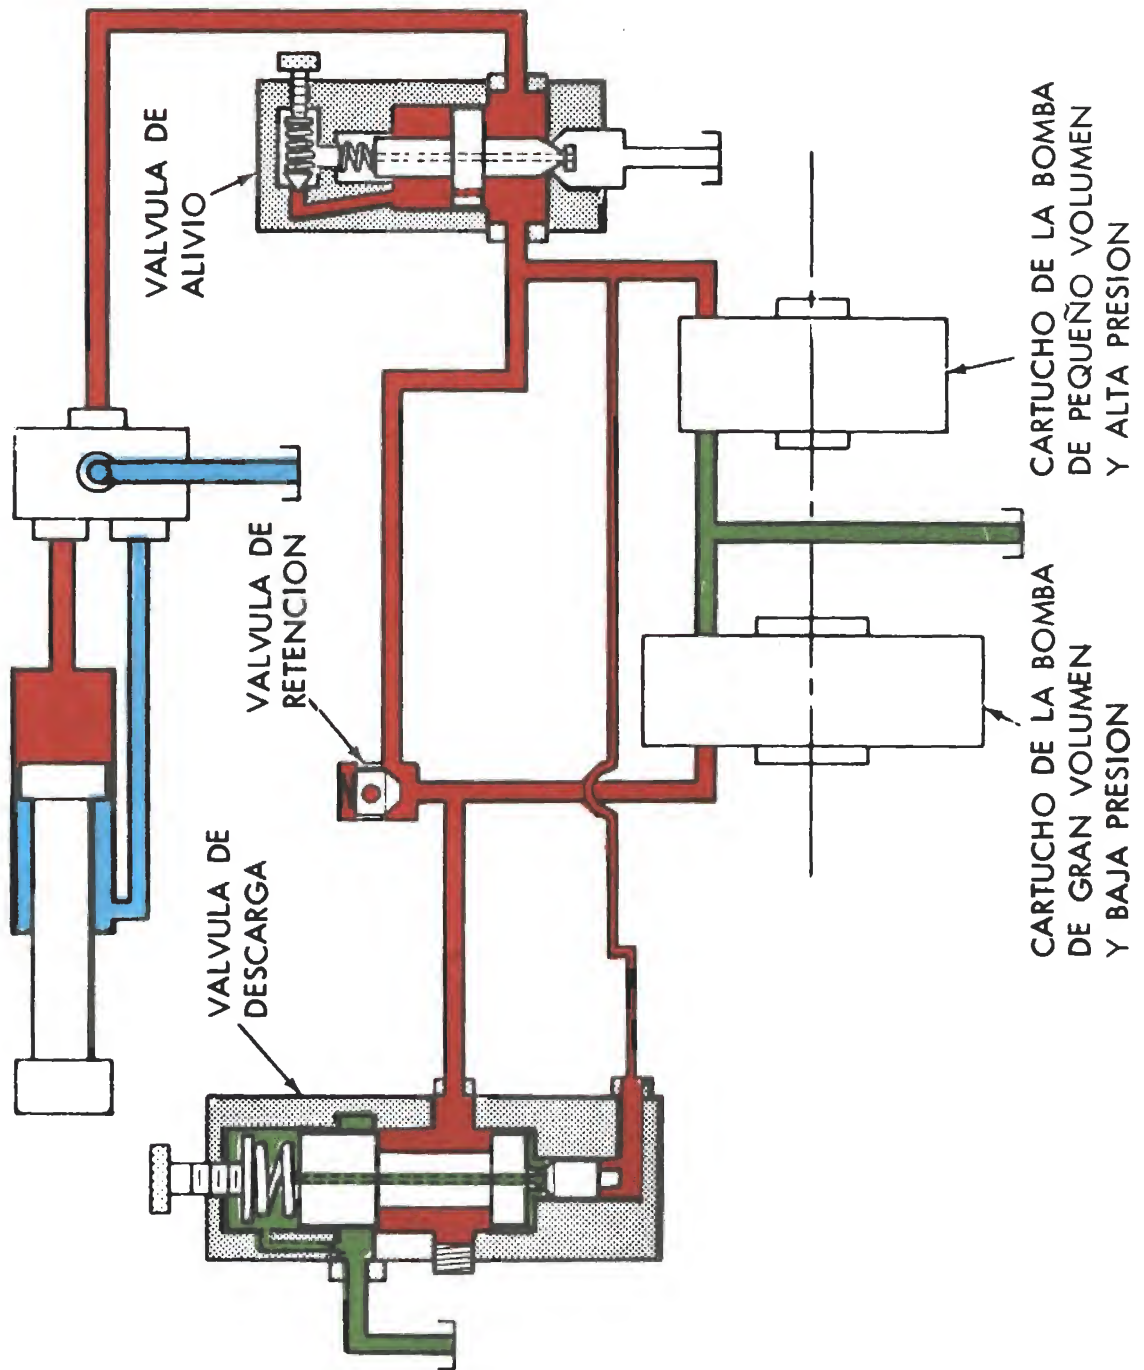 VALVULA DE
ALIVIO
VALVULA DE
RETENCION
VALVULA DE
DESCARGA
CARTUCHO DE LA BOMBA
DE PEQUEÑO VOLUMEN
Y ALTA PRESION
CARTUCHO DE LA BOMBA
DE GRAN VOLUMEN
Y BAJA PRESION